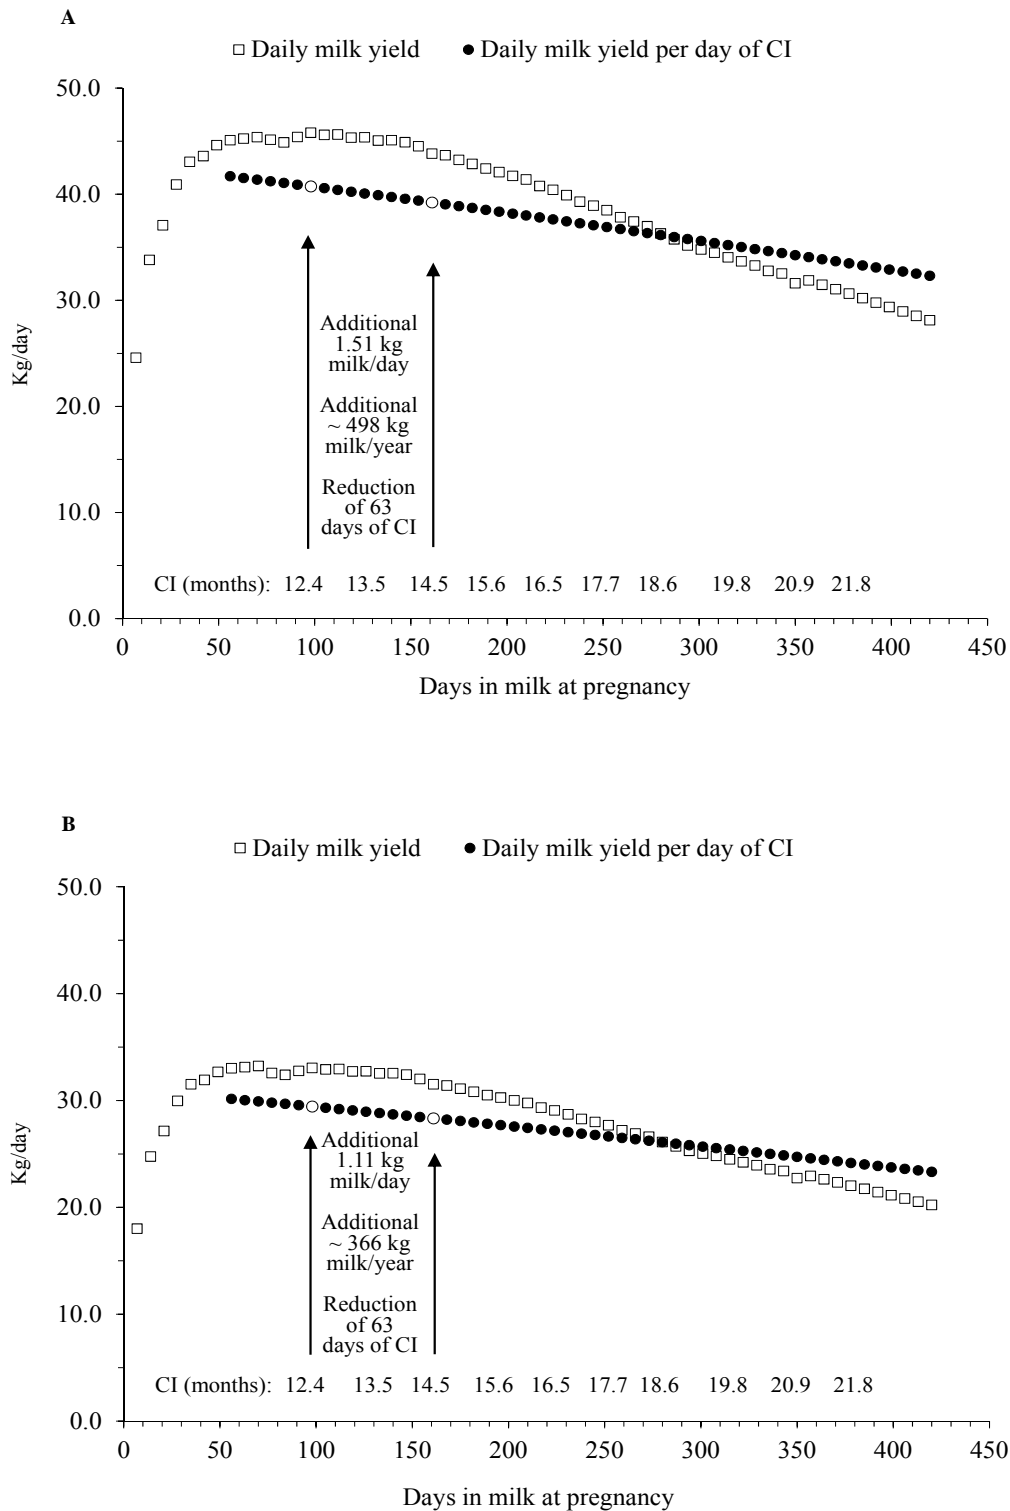 A
Daily milk yield
Daily milk yield per day of CI
50.0
40.0
30.0
20.0
10.0
0.0
Kg/day
Additional
1.51 kg
milk/day
Additional
~ 498 kg
milk/year
Reduction
of 63
days of CI
CI (months): 12.4 13.5 14.5 15.6 16.5 17.7 18.6 19.8 20.9 21.8
0 50 100 150 200 250 300 350 400 450
Days in milk at pregnancy
B
Daily milk yield
Daily milk yield per day of CI
50.0
40.0
30.0
20.0
10.0
0.0
Kg/day
Additional
1.11 kg
milk/day
Additional
~ 366 kg
milk/year
Reduction
of 63
days of CI
CI (months): 12.4 13.5 14.5 15.6 16.5 17.7 18.6 19.8 20.9 21.8
0 50 100 150 200 250 300 350 400 450
Days in milk at pregnancy